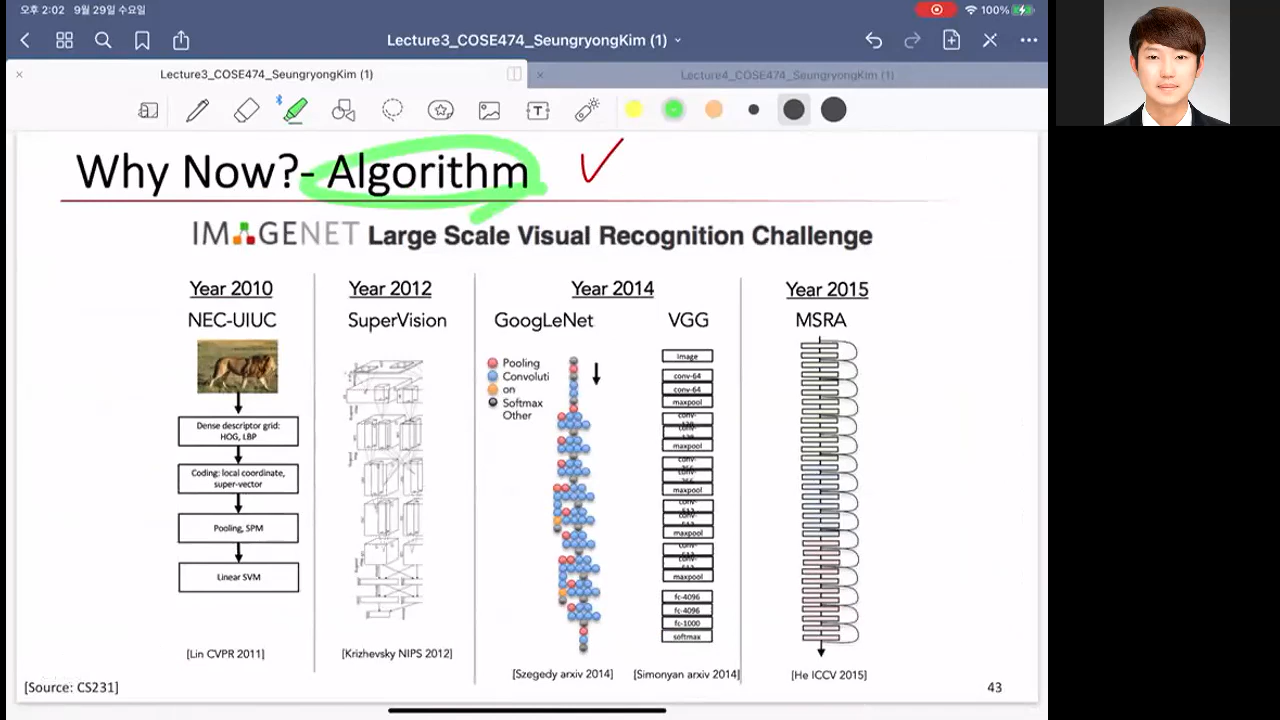 오후 2:02 9월 29일 수요일
100%
Lecture3_COSE474_SeungryongKim (1)
Lecture3_COSE474_SeungryongKim (1)
Lecture4_COSE474_SeungryongKim (1)
Why Now?- Algorithm
IMAGENET Large Scale Visual Recognition Challenge
Year 2010
NEC-UIUC
Dense descriptor grid:
HOG, LBP
Coding: local coordinate,
super-vector
Pooling, SPM
Linear SVM
[Lin CVPR 2011]
Year 2012
SuperVision
[Krizhevsky NIPS 2012]
Year 2014
GoogLeNet
Pooling
Convoluti
on
Softmax
Other
[Szegedy arxiv 2014]
VGG
image
conv-64
conv-64
maxpool
maxpool
maxpool
maxpool
maxpool
fc-4096
fc-4096
fc-1000
softmax
[Simonyan arxiv 2014]
Year 2015
MSRA
[He ICCV 2015]
[Source: CS231]
43